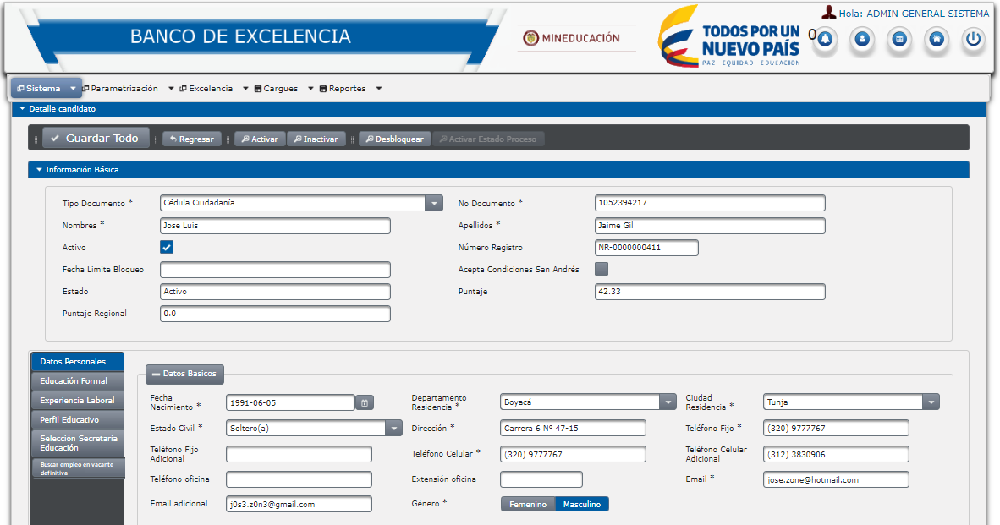 BANCO DE EXCELENCIA
MINEDUCACIÓN
TODOS POR UN
NUEVO PAÍS
PAZ EQUIDAD EDUCACIÓN
Hola: ADMIN GENERAL SISTEMA
0
Sistema Parametrización Excelencia Cargues Reportes
Detalle candidato
Guardar Todo Regresar Activar Inactivar Desbloquear Activar Estado Proceso
Información Básica
Tipo Documento * Cédula Ciudadanía No Documento * 1052394217
Nombres * Jose Luis Apellidos * Jaime Gil
Activo Número Registro NR-0000000411
Fecha Limite Bloqueo Acepta Condiciones San Andrés
Estado Activo Puntaje 42.33
Puntaje Regional 0.0
Datos Personales
Educación Formal
Experiencia Laboral
Perfil Educativo
Selección Secretaría
Educación
Buscar empleo en vacante
definitiva
Datos Basicos
Fecha
Nacimiento * 1991-06-05
Departamento
Residencia * Boyacá
Ciudad
Residencia * Tunja
Estado Civil * Soltero(a) Dirección * Carrera 6 Nº 47-15 Teléfono Fijo * (320) 9777767
Teléfono Fijo
Adicional
Teléfono Celular * (320) 9777767
Teléfono Celular
Adicional (312) 3830906
Teléfono oficina Extensión oficina Email * jose.zone@hotmail.com
Email adicional j0s3.z0n3@gmail.com Género * Femenino Masculino